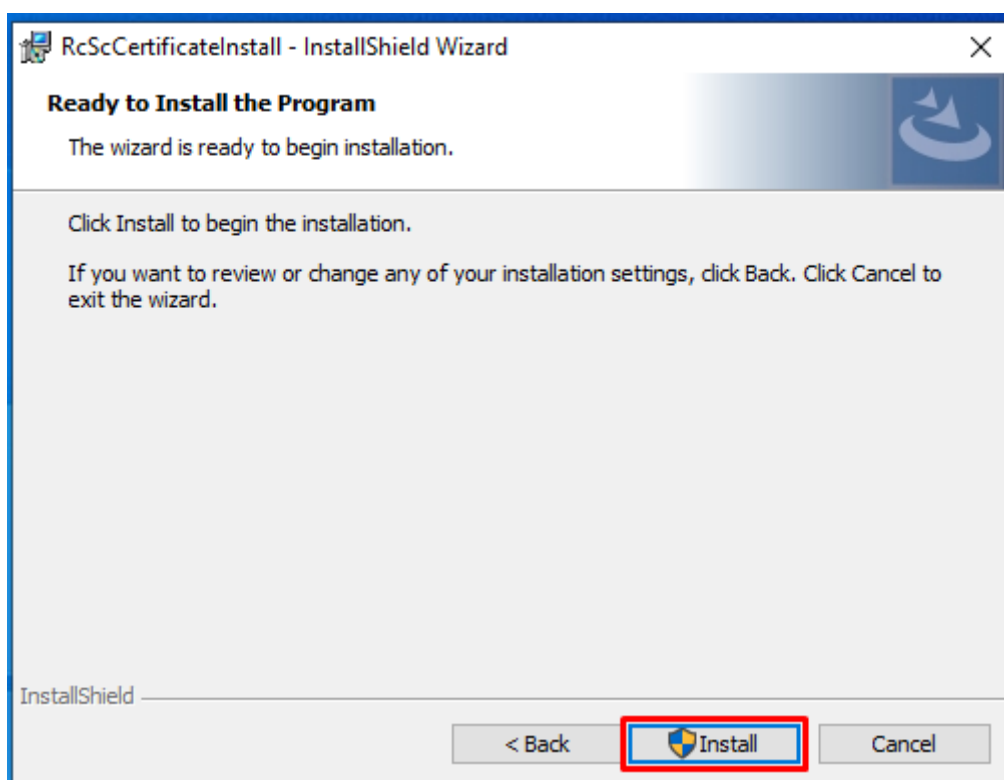 RcScCertificateInstall - InstallShield Wizard
Ready to Install the Program
The wizard is ready to begin installation.
Click Install to begin the installation.
If you want to review or change any of your installation settings, click Back. Click Cancel to
exit the wizard.
InstallShield
< Back Install Cancel